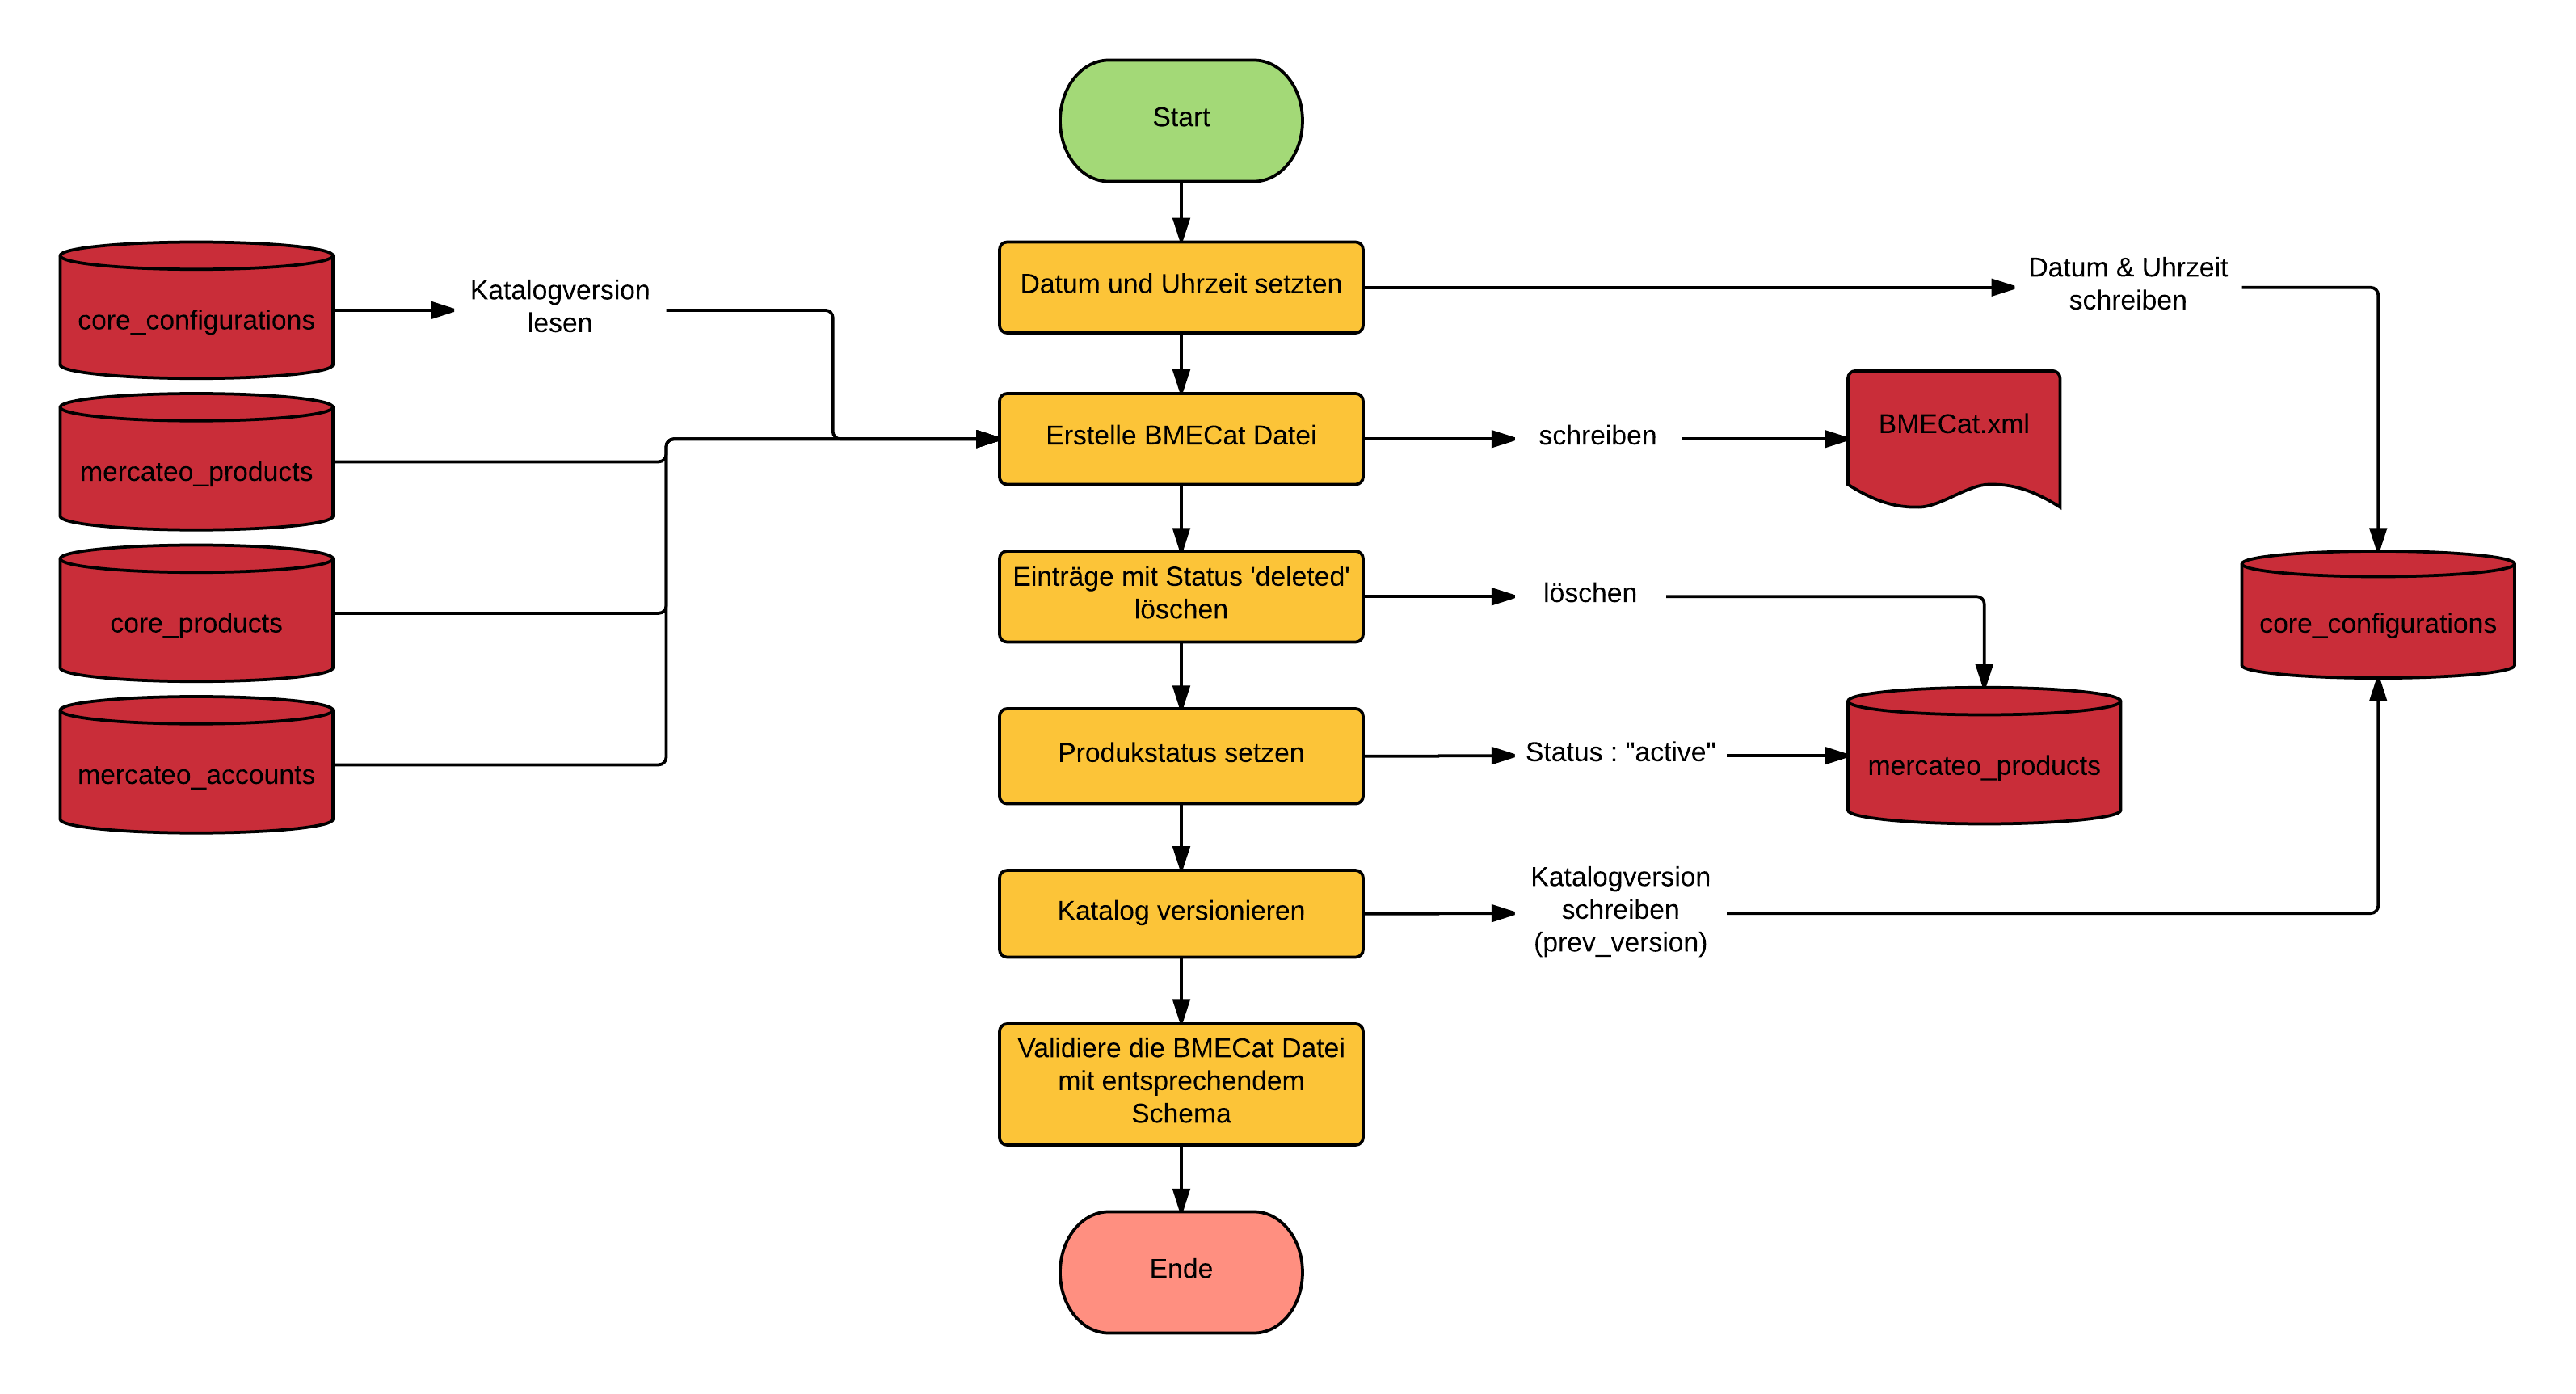 Start
Datum und Uhrzeit setzten
Datum & Uhrzeit
schreiben
core_configurations
Katalogversion
lesen
mercateo_products
core_products
mercateo_accounts
Erstelle BMECat Datei
schreiben
BMECat.xml
Einträge mit Status 'deleted'
löschen
löschen
core_configurations
Produkstatus setzen
Status : "active"
mercateo_products
Katalog versionieren
Katalogversion
schreiben
(prev_version)
Validiere die BMECat Datei
mit entsprechendem
Schema
Ende